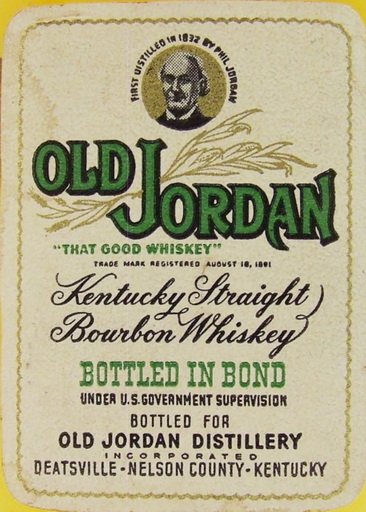 FIRST DISTILLED IN 1832 BY PHIL JORDAN
OLD JORDAN
"THAT GOOD WHISKEY"
TRADE MARK REGISTERED AUGUST 18, 1891
Kentucky Straight
Bourbon Whiskey
BOTTLED IN BOND
UNDER U.S. GOVERNMENT SUPERVISION
BOTTLED FOR
OLD JORDAN DISTILLERY
INCORPORATED
DEATSVILLE - NELSON COUNTY - KENTUCKY